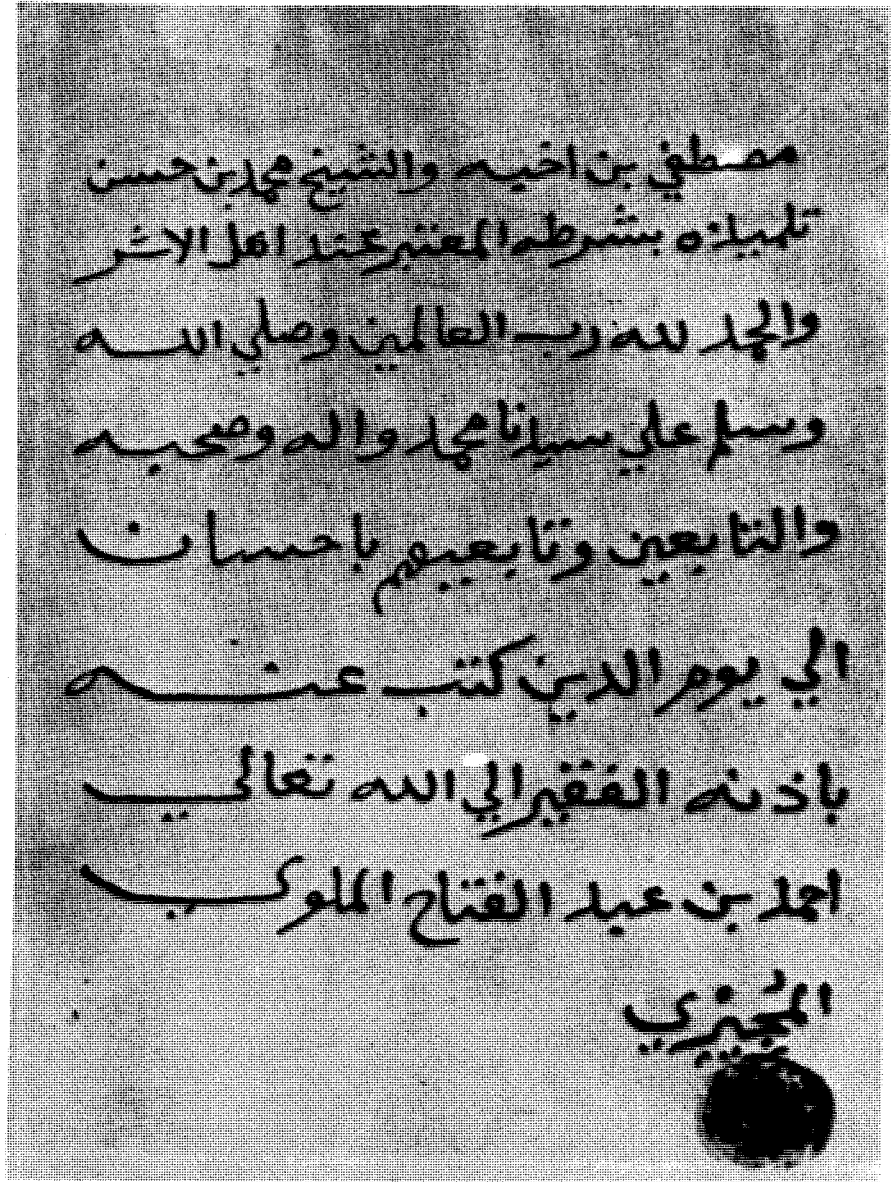 مصطفي بن اخيه والشيخ محمد بن حسن
تلميذه بشرطه المعتبر عند اهل الاثر
والحمد لله رب العالمين وصلي الله
وسلم علي سيدنا محمد واله وصحبه
والتابعين وتابعيهم باحسان
الي يوم الدين كتب عنه
باذنه الفقير الي الله تعالي
احمد بن عبد الفتاح الملوي
المجيزي